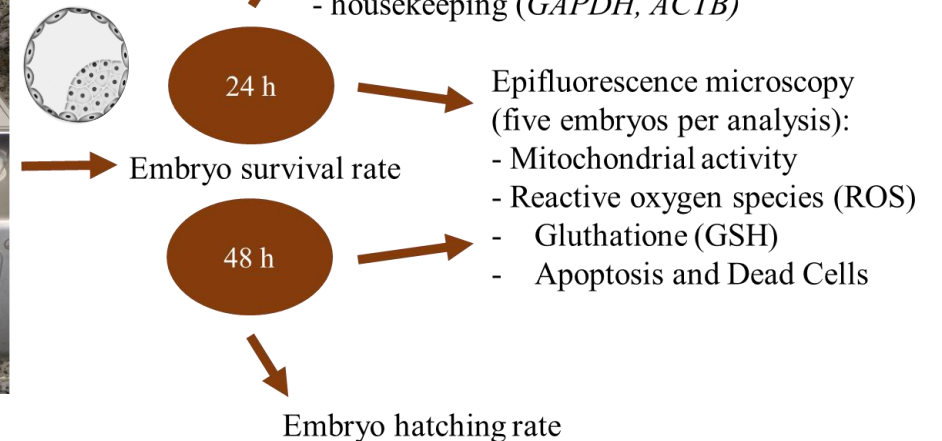 - housekeeping (GAPDH, ACTB)
24 h
Epifluorescence microscopy
(five embryos per analysis):
- Mitochondrial activity
- Reactive oxygen species (ROS)
- Gluthatione (GSH)
- Apoptosis and Dead Cells
Embryo survival rate
48 h
Embryo hatching rate